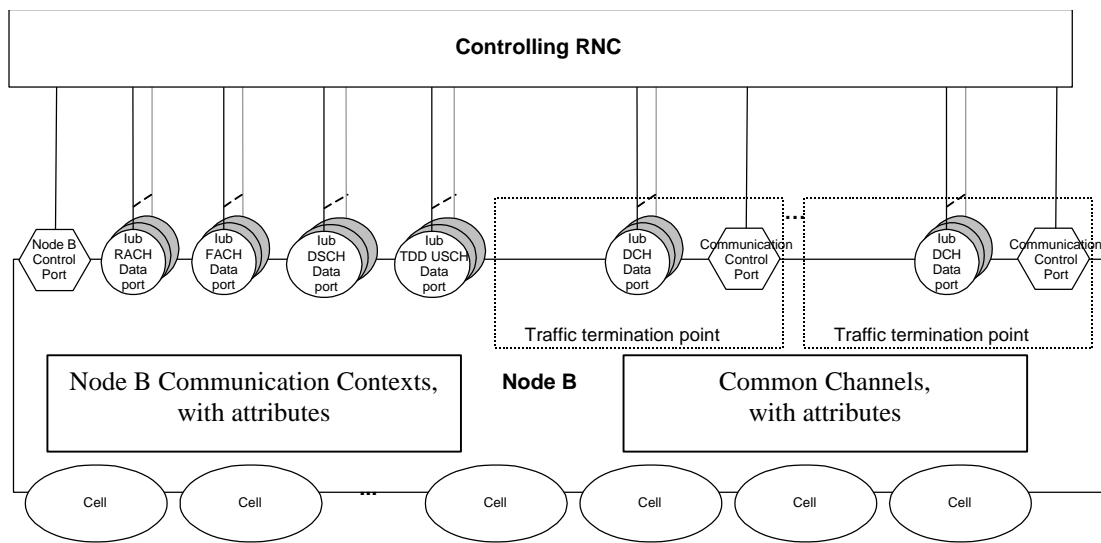 Controlling RNC
...
Node B
Control
Port
Iub
RACH
Data
port
Iub
FACH
Data
port
Iub
DSCH
Data
port
Iub
TDD USCH
Data
port
Iub
DCH
Data
port
Communication
Control
Port
Iub
DCH
Data
port
Communication
Control
Port
Traffic termination point
Traffic termination point
Node B Communication Contexts,
with attributes
Node B
Common Channels,
with attributes
Cell
Cell
...
Cell
Cell
Cell
Cell